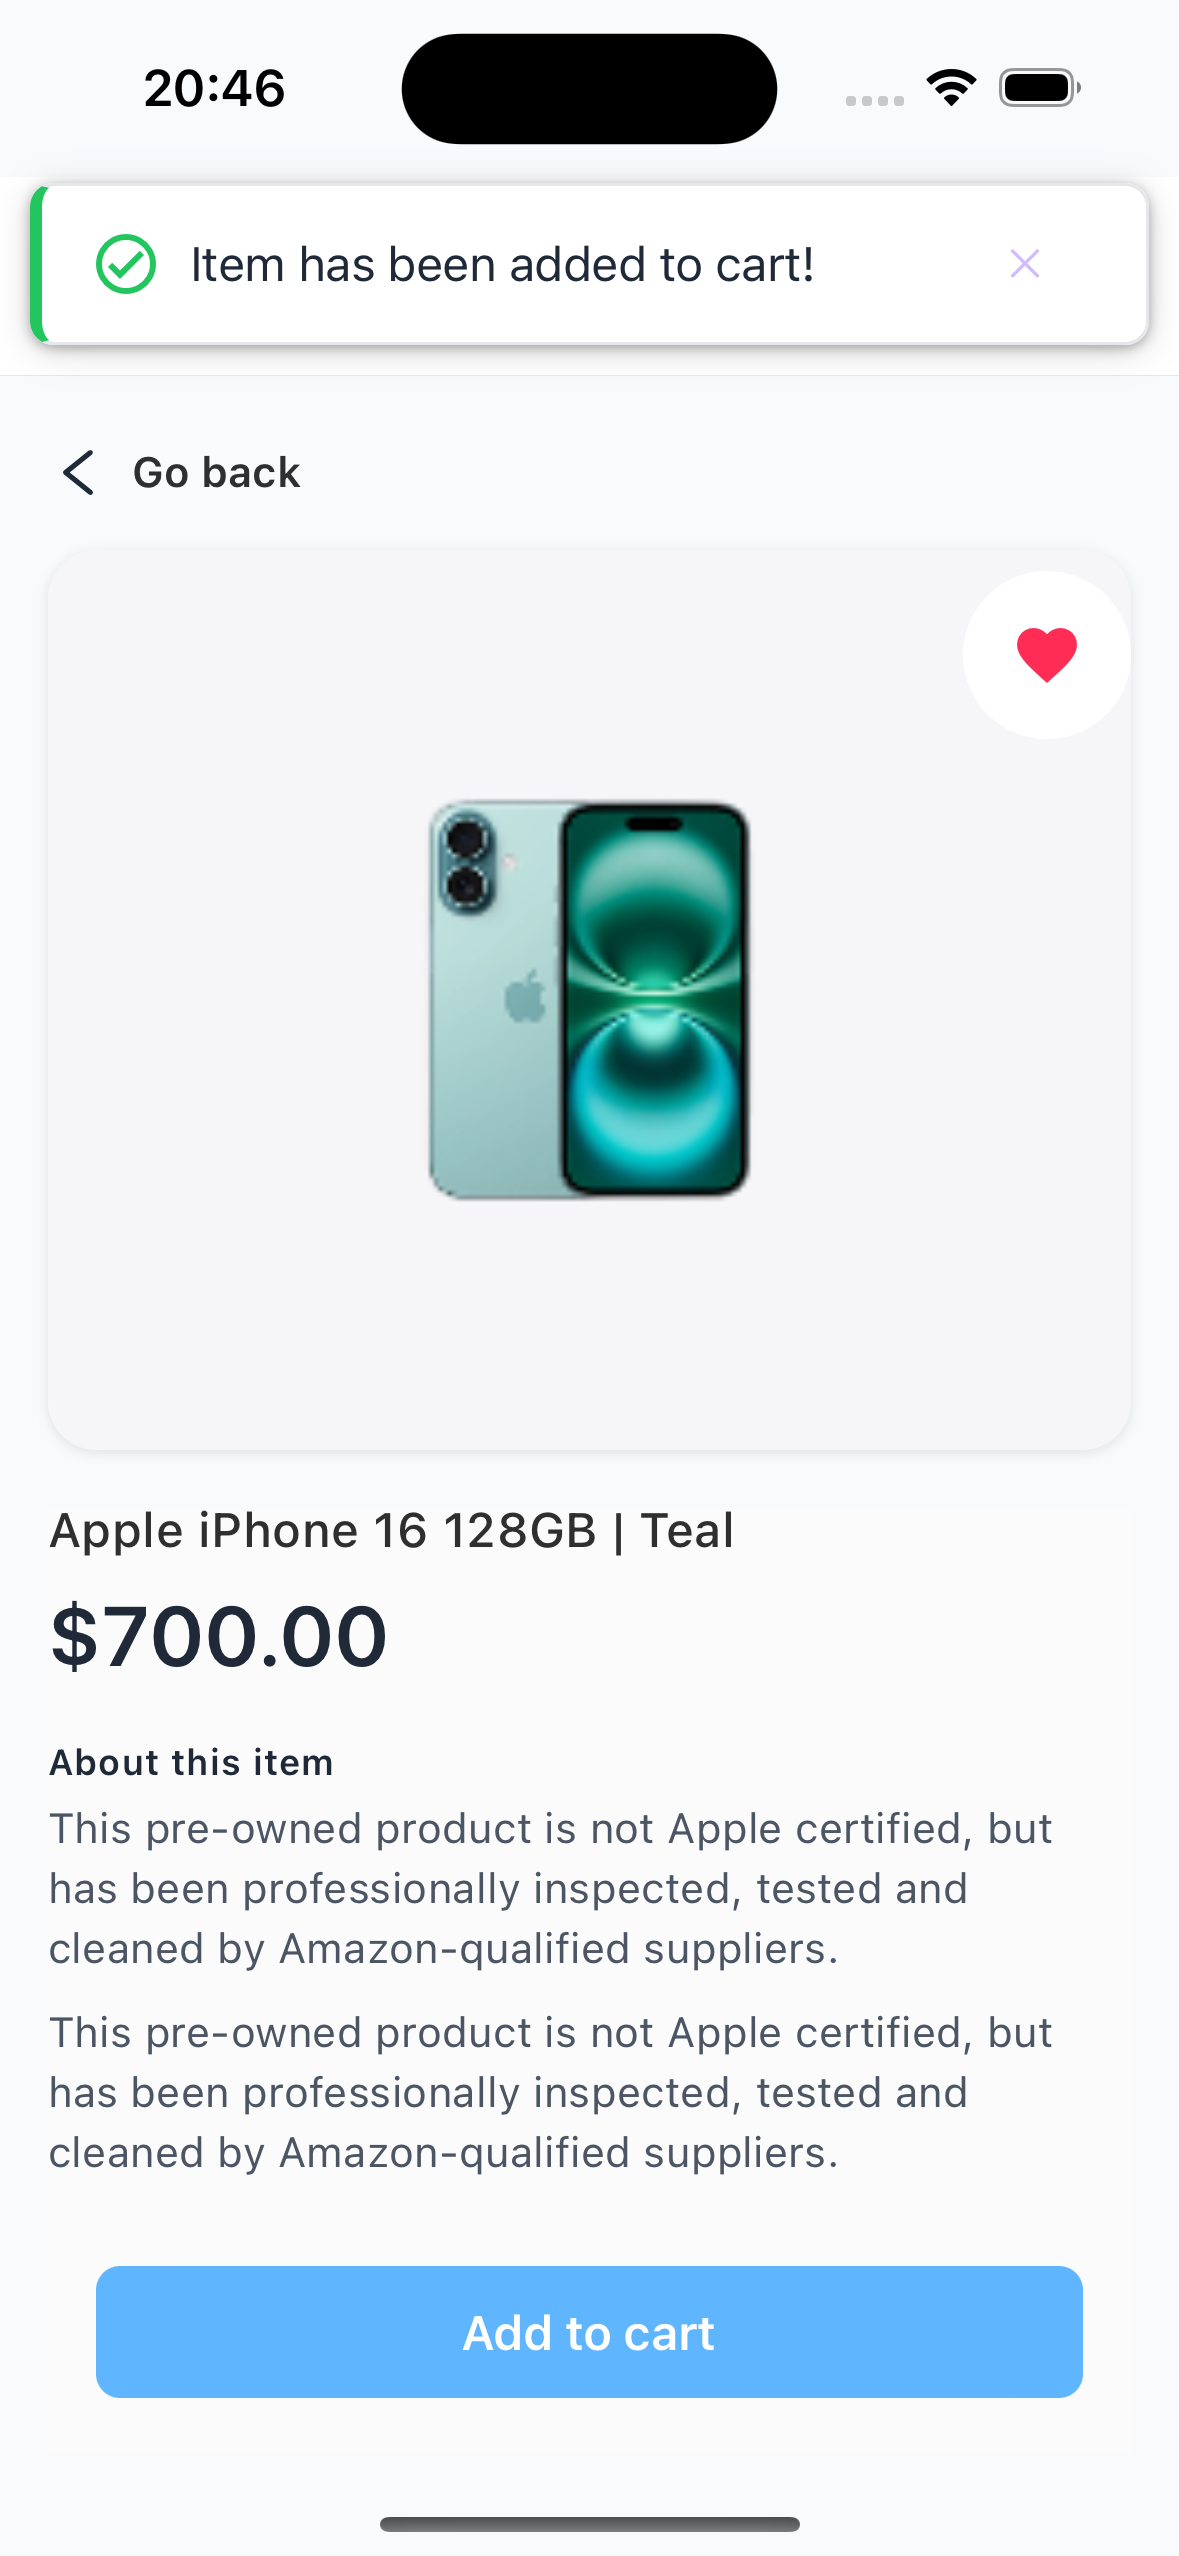 20:46
Item has been added to cart!
Go back
Apple iPhone 16 128GB | Teal
$700.00
About this item
This pre-owned product is not Apple certified, but
has been professionally inspected, tested and
cleaned by Amazon-qualified suppliers.
This pre-owned product is not Apple certified, but
has been professionally inspected, tested and
cleaned by Amazon-qualified suppliers.
Add to cart